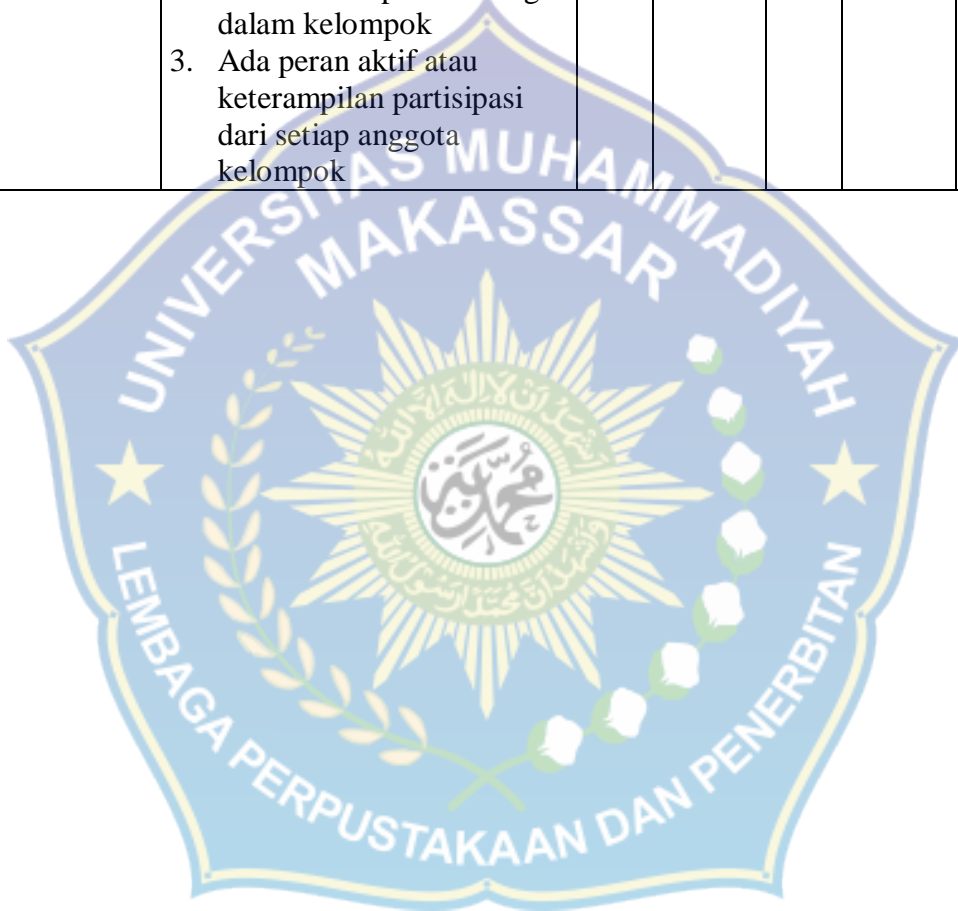 dalam kelompok
3. Ada peran aktif atau
keterampilan partisipasi
dari setiap anggota
kelompok
UNIVERSITAS MUHAMMADIYAH
MAKASSAR
LEMBAGA PERPUSTAKAAN DAN PENERBITAN